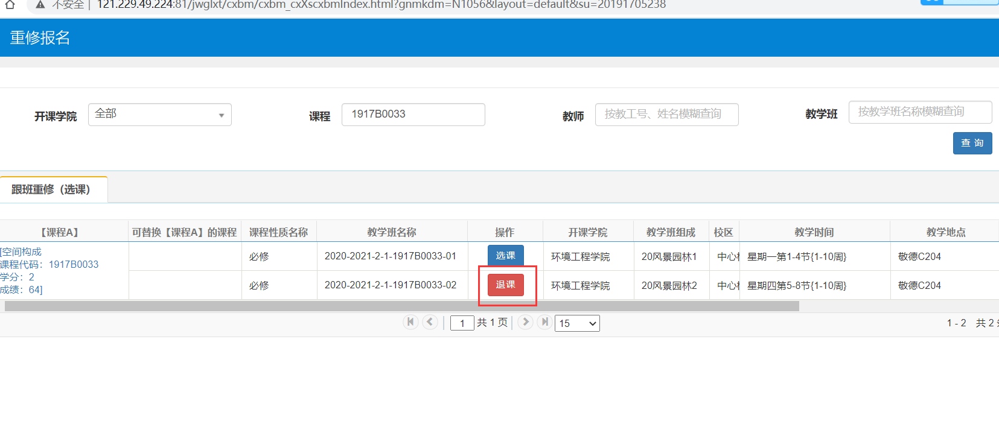 不安全 | 121.229.49.224:81/jwglxt/cxbm/cxbm_cxXscxbmIndex.html?gnmkdm=N1056&layout=default&su=20191705238
重修报名
开课学院 全部 课程 1917B0033 教师 按教工号、姓名模糊查询 教学班 按教学班名称模糊查询
查 询
跟班重修（选课）
【课程A】 可替换【课程A】的课程 课程性质名称 教学班名称 操作 开课学院 教学班组成 校区 教学时间 教学地点
[空间构成
课程代码：1917B0033
学分：2
成绩：64]
必修 2020-2021-2-1-1917B0033-01 选课 环境工程学院 20风景园林1 中心 星期一第1-4节{1-10周} 敬德C204
必修 2020-2021-2-1-1917B0033-02 退课 环境工程学院 20风景园林2 中心 星期四第5-8节{1-10周} 敬德C204
1 共 1 页 15 1 - 2 共 2